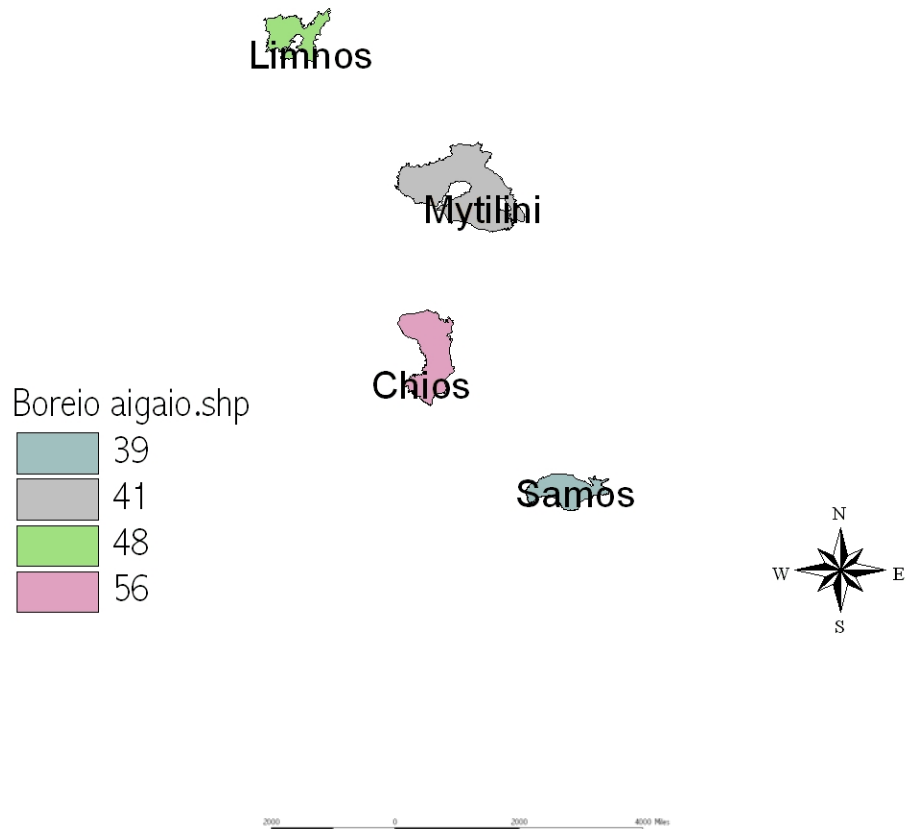 Limnos
Mytilini
Chios
Boreio aigaio.shp
39
41
48
56
Samos
N
W E
S
2000 0 2000 4000 Miles